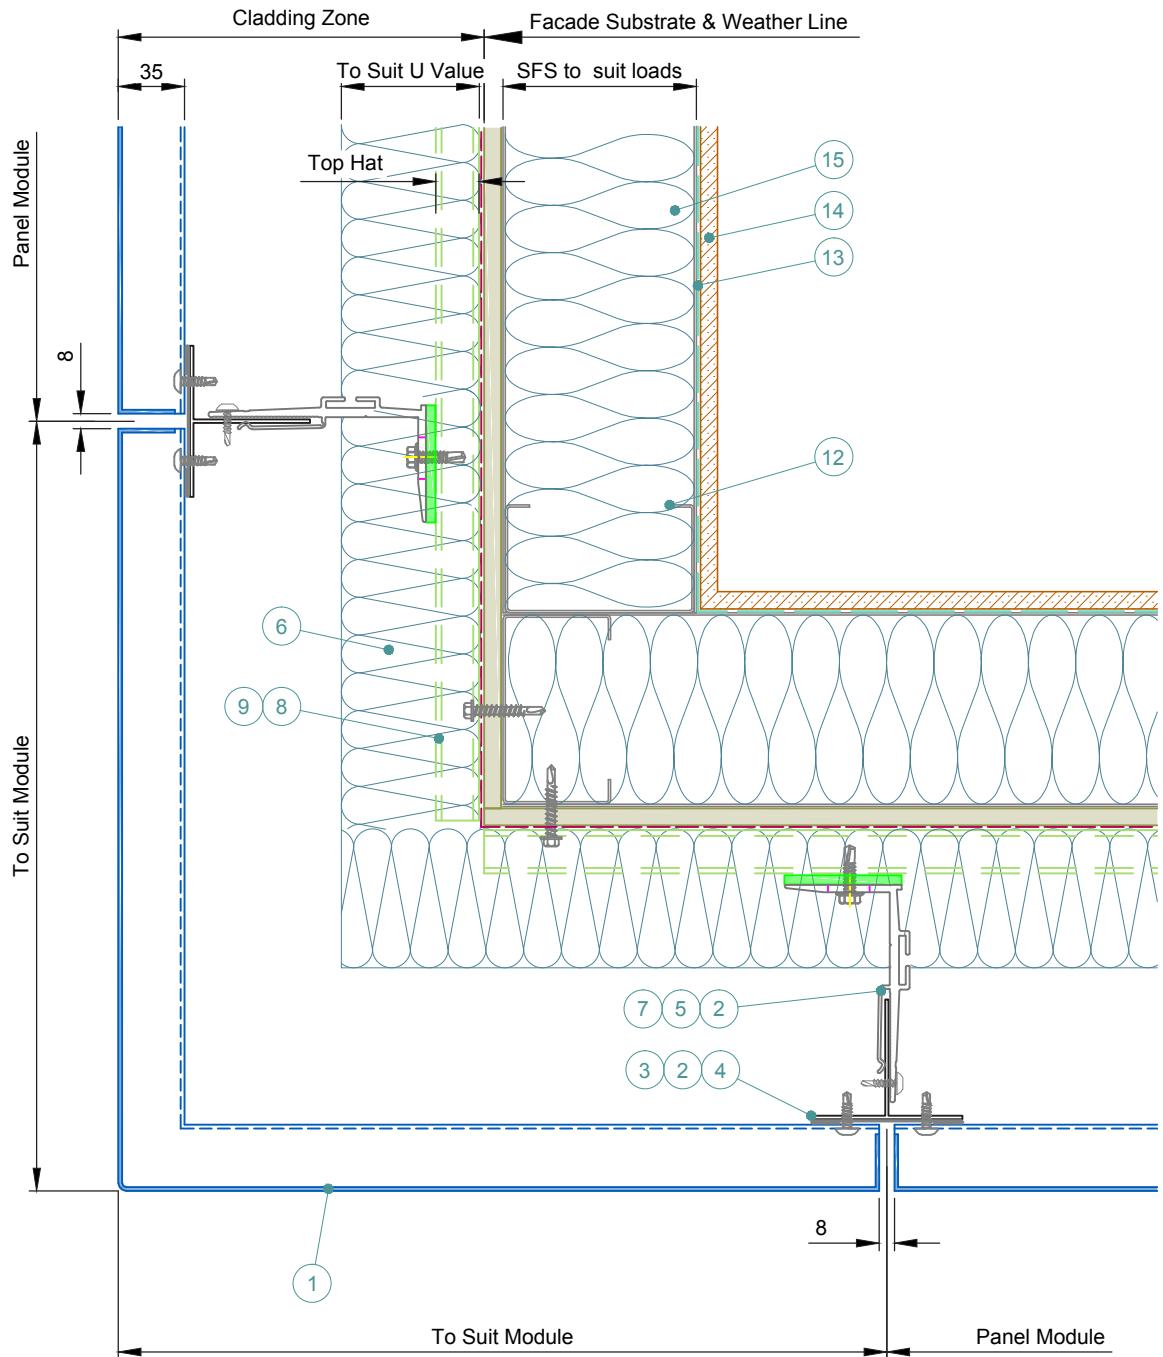 Cladding Zone
Facade Substrate & Weather Line
35
To Suit U Value
SFS to suit loads
Top Hat
15
14
13
Panel Module
8
12
6
9 8
To Suit Module
7 5 2
3 2 4
8
1
To Suit Module
Panel Module